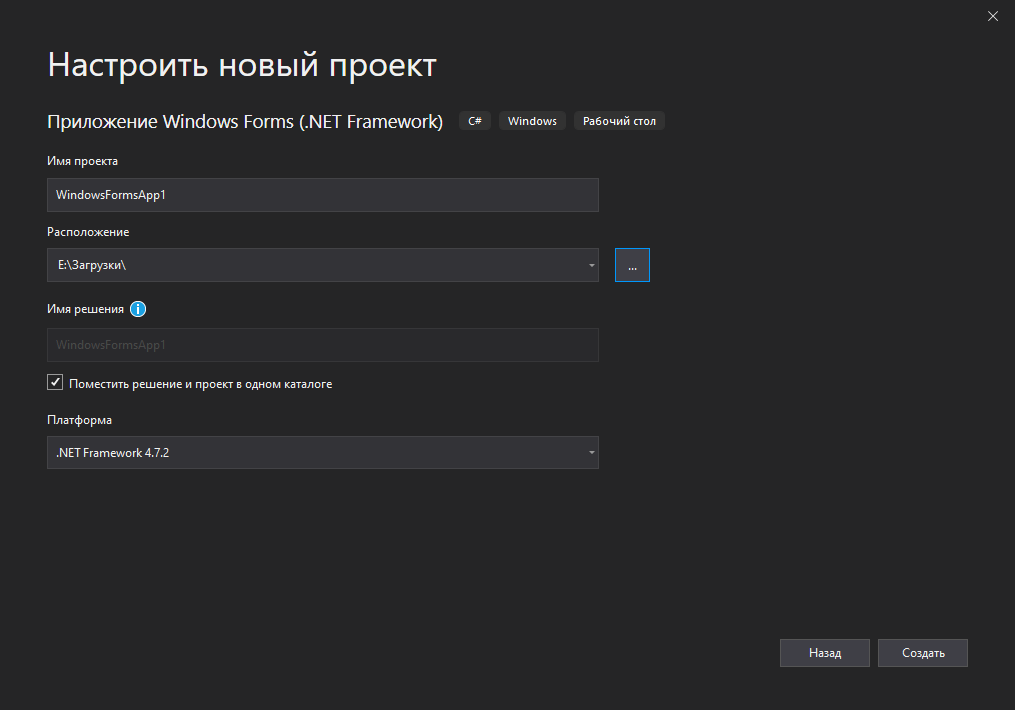 Настроить новый проект
Приложение Windows Forms (.NET Framework) C# Windows Рабочий стол
Имя проекта
WindowsFormsApp1
Расположение
E:\Загрузки\
...
Имя решения
WindowsFormsApp1
Поместить решение и проект в одном каталоге
Платформа
.NET Framework 4.7.2
Назад Создать